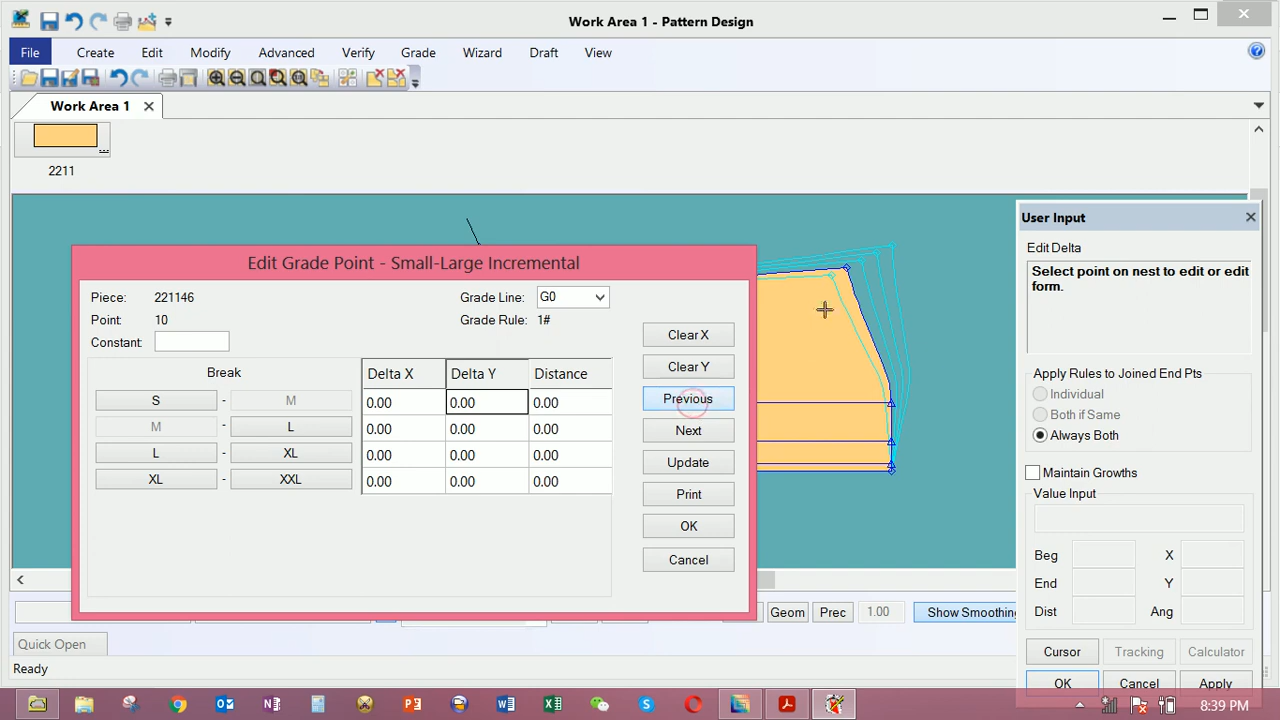 Work Area 1 - Pattern Design
File Create Edit Modify Advanced Verify Grade Wizard Draft View
Work Area 1
2211
Edit Grade Point - Small-Large Incremental
Piece: 221146
Grade Line: G0
Point: 10
Grade Rule: 1#
Constant:
Break
Delta X Delta Y Distance
S - M 0.00 0.00 0.00
M - L 0.00 0.00 0.00
L - XL 0.00 0.00 0.00
XL - XXL 0.00 0.00 0.00
Clear X
Clear Y
Previous
Next
Update
Print
OK
Cancel
User Input
Edit Delta
Select point on nest to edit or edit
form.
Apply Rules to Joined End Pts
Individual
Both if Same
Always Both
Maintain Growths
Value Input
Beg X
End Y
Dist Ang
Cursor Tracking Calculator
OK Cancel Apply
Geom Prec 1.00 Show Smoothing
Quick Open
Ready
8:39 PM